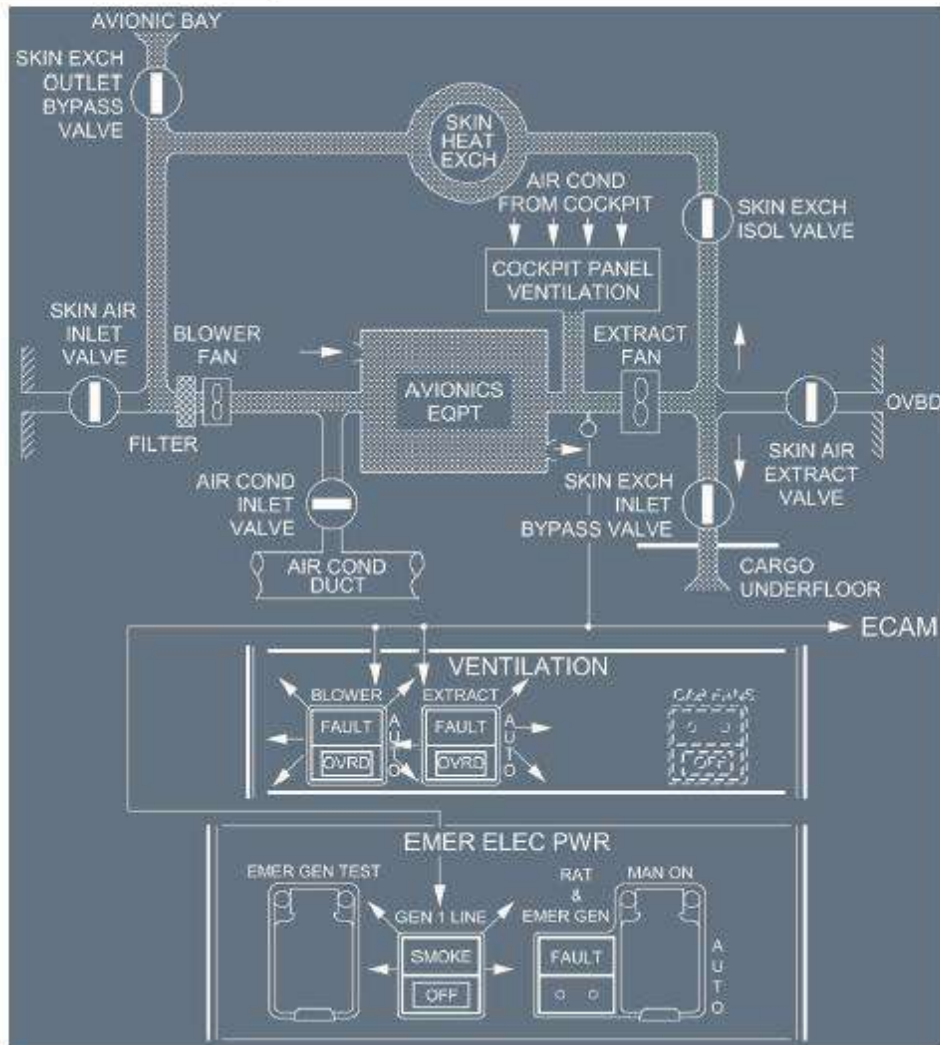 AVIONIC BAY
SKIN EXCH
OUTLET
BYPASS
VALVE
SKIN
HEAT
EXCH
AIR COND
FROM COCKPIT
SKIN EXCH
ISOL VALVE
COCKPIT PANEL
VENTILATION
SKIN AIR
INLET
VALVE
BLOWER
FAN
EXTRACT
FAN
AVIONICS
EQPT
OVBD
FILTER
SKIN AIR
EXTRACT
VALVE
AIR COND
INLET
VALVE
SKIN EXCH
INLET
BYPASS VALVE
AIR COND
DUCT
CARGO
UNDERFLOOR
ECAM
VENTILATION
BLOWER
FAULT
OVRD
AUTO
EXTRACT
FAULT
OVRD
AUTO
OFF
EMER ELEC PWR
EMER GEN TEST
GEN 1 LINE
SMOKE
OFF
RAT
&
EMER GEN
FAULT
MAN ON
AUTO